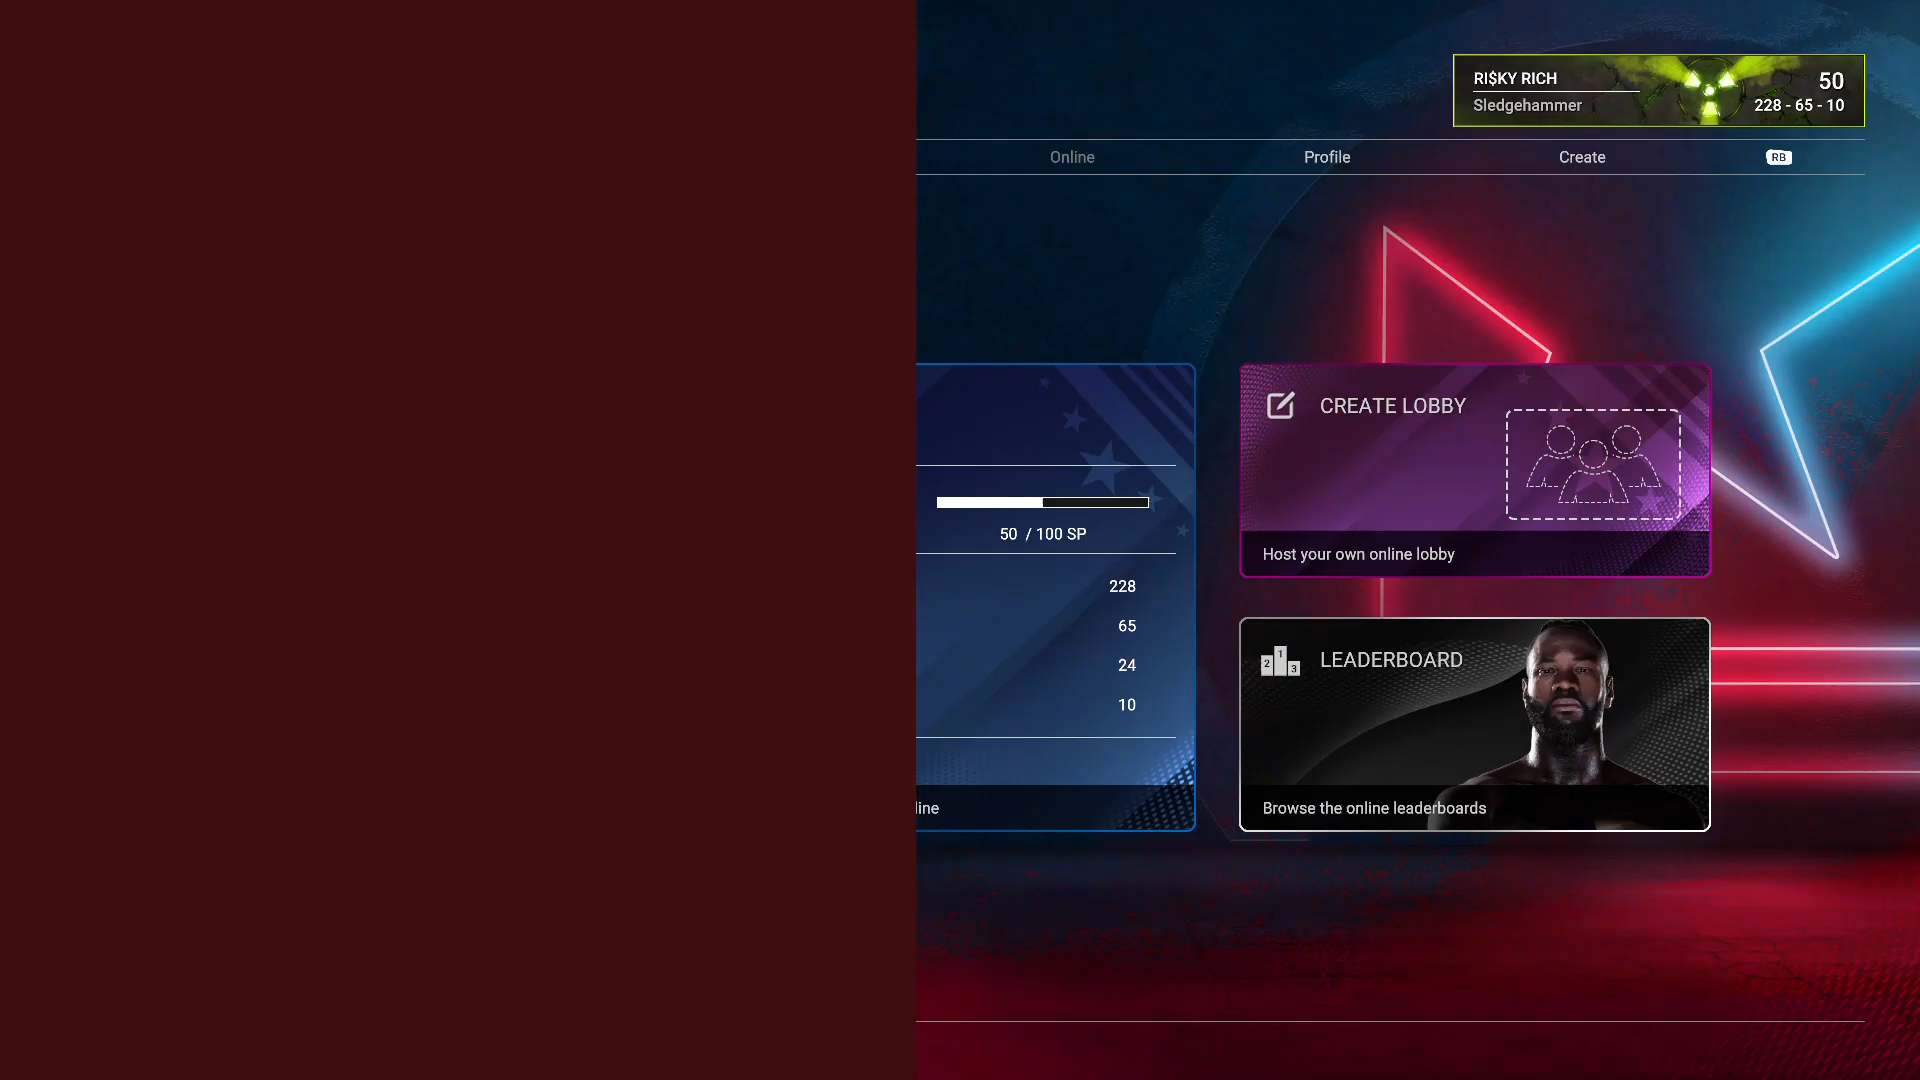 RI$KY RICH
50
Sledgehammer
228 - 65 - 10
Online
Profile
Create
RB
CREATE LOBBY
50 / 100 SP
Host your own online lobby
228
65
24
10
2 1 3
LEADERBOARD
line
Browse the online leaderboards